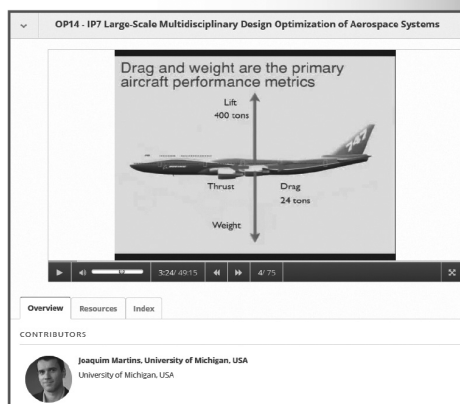 OP14 - IP7 Large-Scale Multidisciplinary Design Optimization of Aerospace Systems
Drag and weight are the primary
aircraft performance metrics
Lift
400 tons
747
Thrust
Drag
24 tons
Weight
3:24/ 49:15
4/ 75
Overview
Resources
Index
CONTRIBUTORS
Joaquim Martins, University of Michigan, USA
University of Michigan, USA